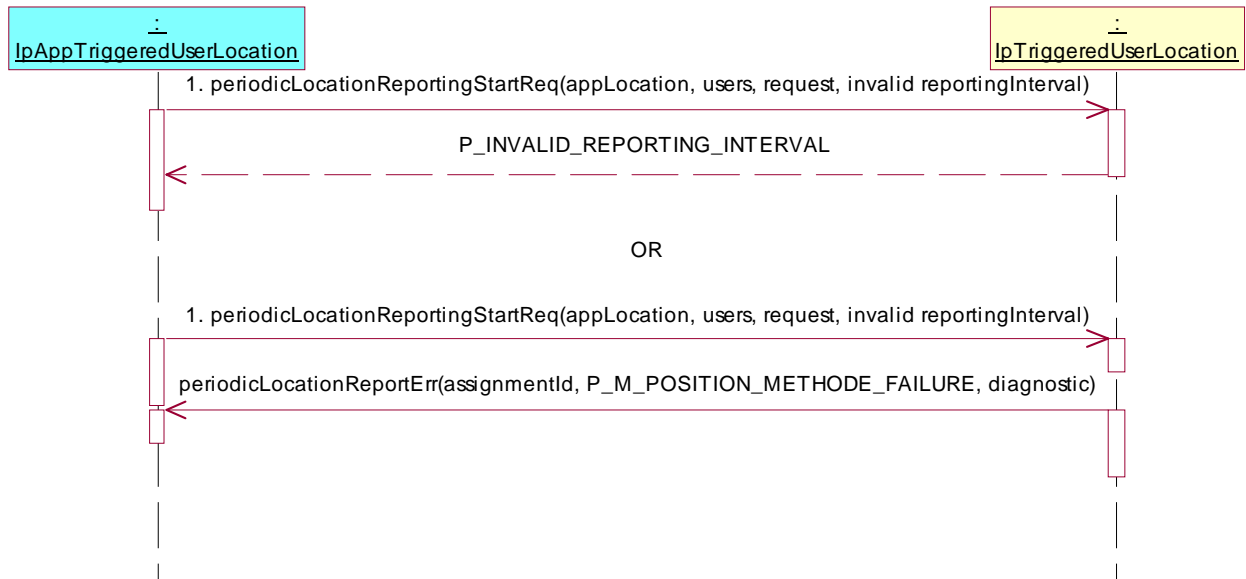 :
IpAppTriggeredUserLocation
:
IpTriggeredUserLocation
1. periodicLocationReportingStartReq(appLocation, users, request, invalid reportingInterval)
P_INVALID_REPORTING_INTERVAL
OR
1. periodicLocationReportingStartReq(appLocation, users, request, invalid reportingInterval)
periodicLocationReportErr(assignmentId, P_M_POSITION_METHODE_FAILURE, diagnostic)